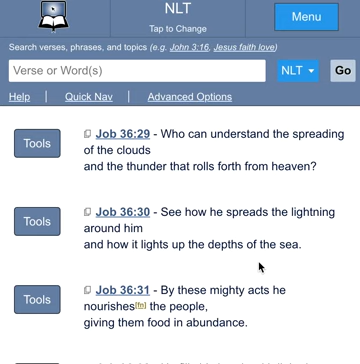 NLT
Tap to Change
Menu
Search verses, phrases, and topics (e.g. John 3:16, Jesus faith love)
Verse or Word(s)
NLT
Go
Help | Quick Nav | Advanced Options
Tools
Job 36:29 - Who can understand the spreading
of the clouds
and the thunder that rolls forth from heaven?
Tools
Job 36:30 - See how he spreads the lightning
around him
and how it lights up the depths of the sea.
Tools
Job 36:31 - By these mighty acts he
nourishes[fn] the people,
giving them food in abundance.